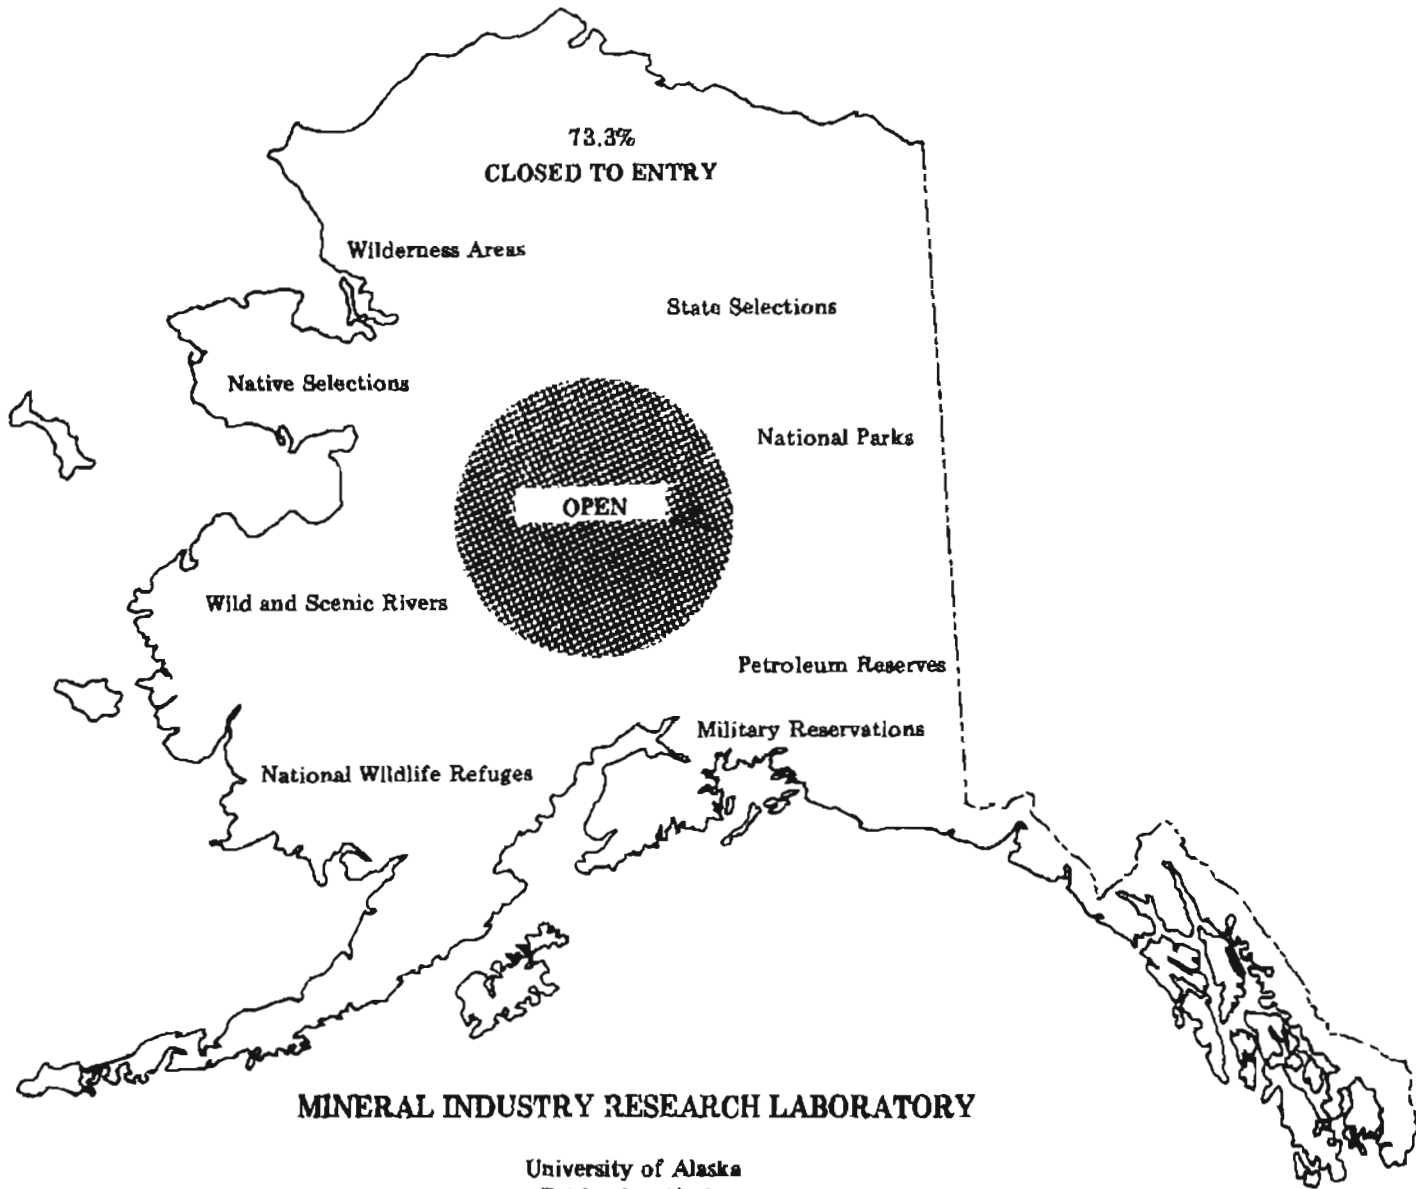 73.3%
CLOSED TO ENTRY
Wilderness Areas
State Selections
Native Selections
National Parks
OPEN
Wild and Scenic Rivers
Petroleum Reserves
Military Reservations
National Wildlife Refuges
MINERAL INDUSTRY RESEARCH LABORATORY
University of Alaska